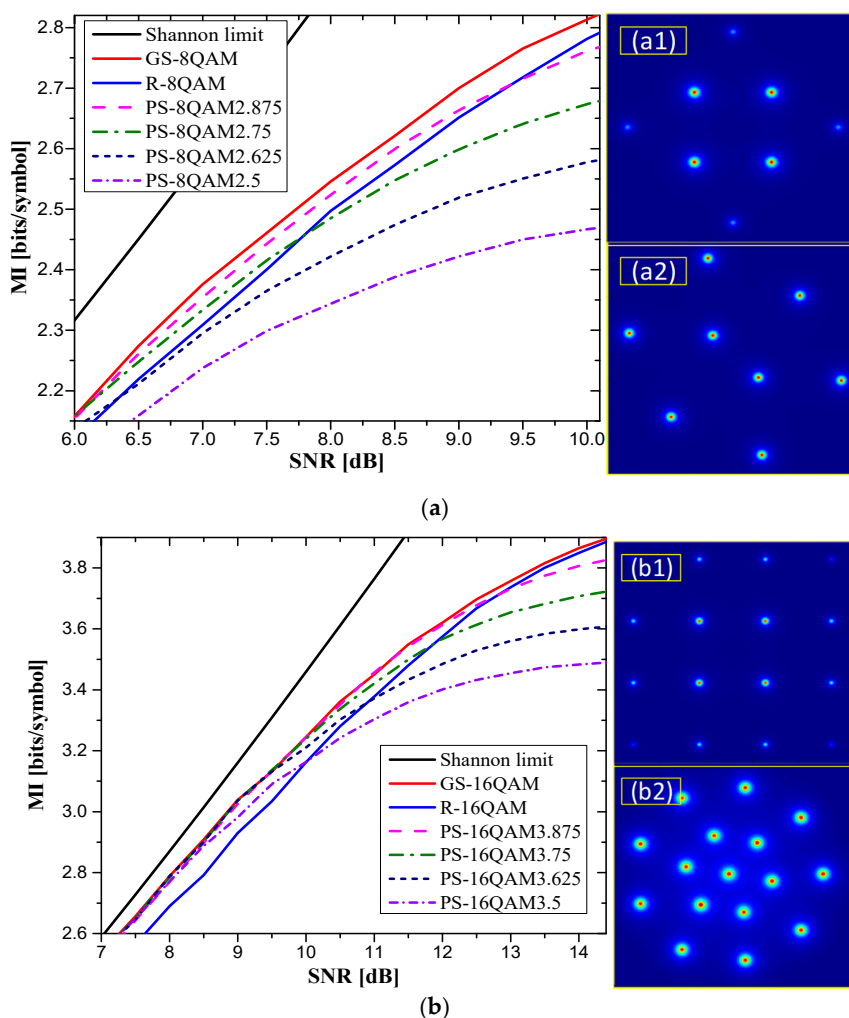 2.8
2.7
2.6
2.5
2.4
2.3
2.2
MI [bits/symbol]
Shannon limit
GS-8QAM
R-8QAM
PS-8QAM2.875
PS-8QAM2.75
PS-8QAM2.625
PS-8QAM2.5
6.0 6.5 7.0 7.5 8.0 8.5 9.0 9.5 10.0
SNR [dB]
(a1)
(a2)
(a)
3.8
3.6
3.4
3.2
3.0
2.8
2.6
MI [bits/symbol]
Shannon limit
GS-16QAM
R-16QAM
PS-16QAM3.875
PS-16QAM3.75
PS-16QAM3.625
PS-16QAM3.5
7 8 9 10 11 12 13 14
SNR [dB]
(b1)
(b2)
(b)